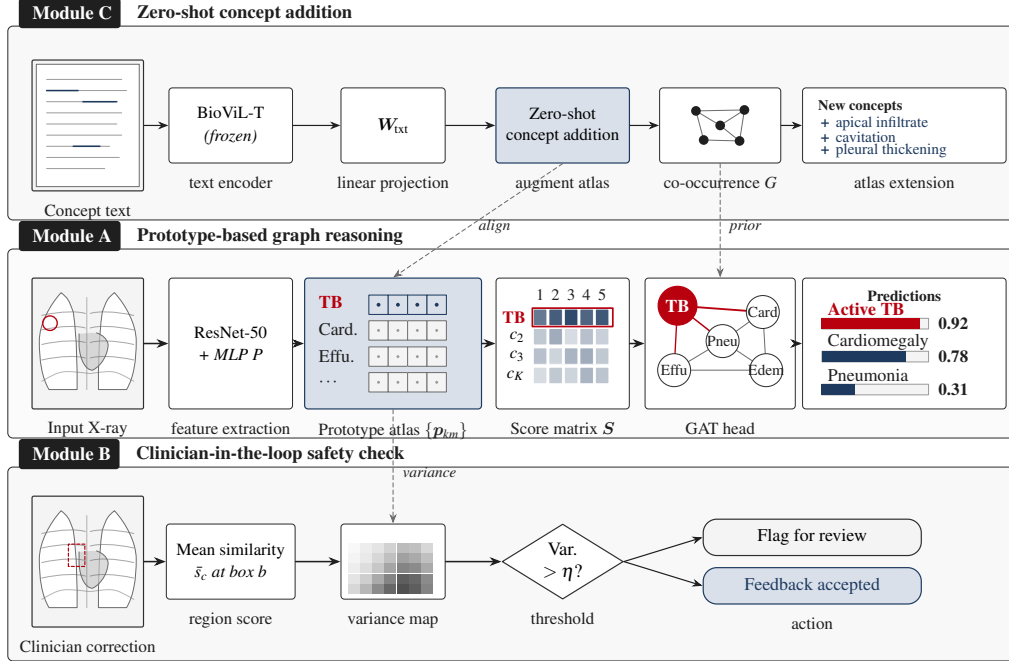 Module C Zero-shot concept addition
BioViL-T
(frozen)
W_txt
Zero-shot
concept addition
New concepts
+ apical infiltrate
+ cavitation
+ pleural thickening
text encoder
linear projection
augment atlas
co-occurrence G
atlas extension
Concept text
align
prior
Module A Prototype-based graph reasoning
ResNet-50
+ MLP P
TB
Card.
Effu.
...
1 2 3 4 5
TB
c_2
c_3
c_K
TB
Card
Pneu
Effu
Edem
Predictions
Active TB
0.92
Cardiomegaly
0.78
Pneumonia
0.31
Input X-ray
feature extraction
Prototype atlas {p_km}
Score matrix S
GAT head
Module B Clinician-in-the-loop safety check
variance
Mean similarity
s̄_c at box b
Var.
> η?
Flag for review
Feedback accepted
region score
variance map
threshold
action
Clinician correction